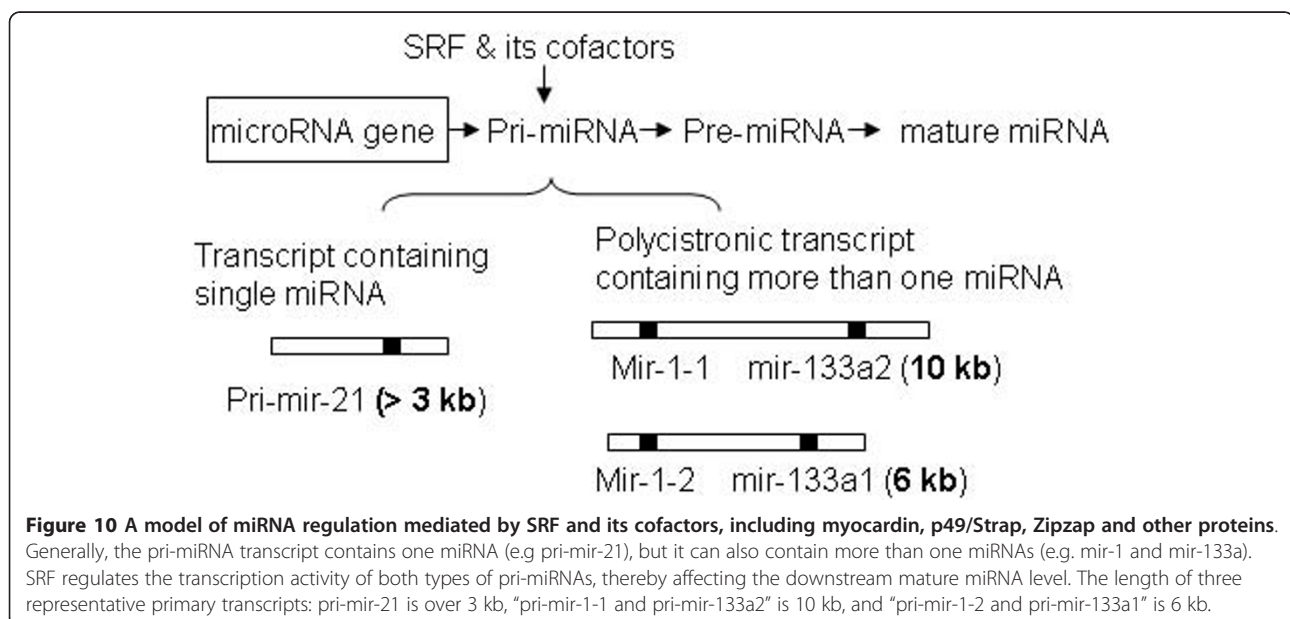 SRF & its cofactors
microRNA gene Pri-miRNA Pre-miRNA mature miRNA
Transcript containing
single miRNA
Pri-mir-21 (> 3 kb)
Polycistronic transcript
containing more than one miRNA
Mir-1-1 mir-133a2 (10 kb)
Mir-1-2 mir-133a1 (6 kb)
Figure 10 A model of miRNA regulation mediated by SRF and its cofactors, including myocardin, p49/Strap, Zipzap and other proteins.
Generally, the pri-miRNA transcript contains one miRNA (e.g pri-mir-21), but it can also contain more than one miRNAs (e.g. mir-1 and mir-133a).
SRF regulates the transcription activity of both types of pri-miRNAs, thereby affecting the downstream mature miRNA level. The length of three
representative primary transcripts: pri-mir-21 is over 3 kb, “pri-mir-1-1 and pri-mir-133a2” is 10 kb, and “pri-mir-1-2 and pri-mir-133a1” is 6 kb.